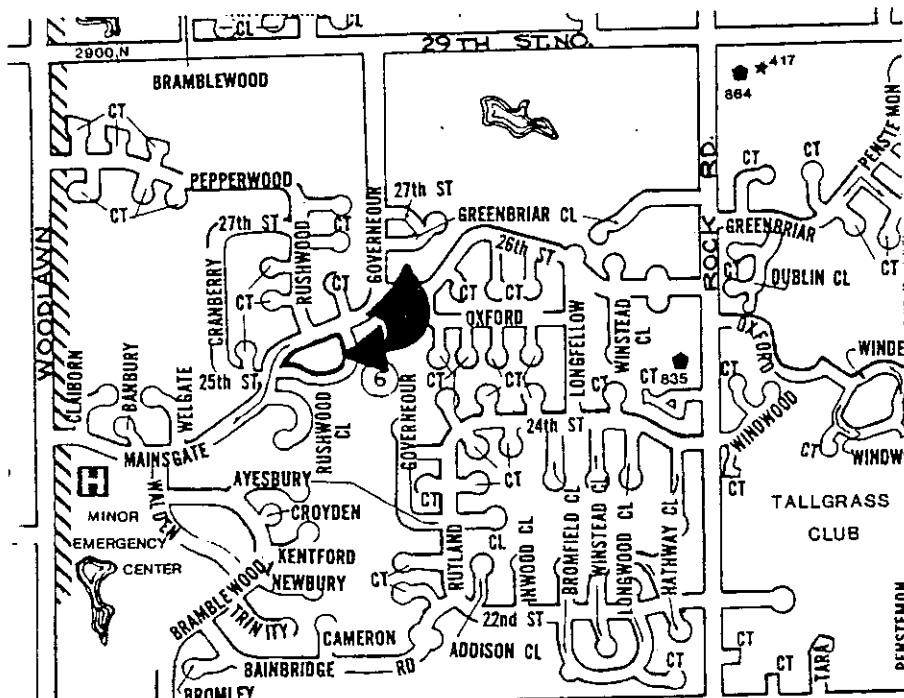 CL
29TH ST. NO.
2900.N
BRAMBLEWOOD
417
864
CT
PENSTEMON
RD.
CT
CT
PEPPERWOOD
27th ST
GREENBRIAR CL
GOVERNEOUR
27th ST
CT
RUSHWOOD
CRANBERRY
CT
CT
26th ST
CT
CT
OXFORD
GREENBRIAR
CT
CT
DUBLIN CL
ROCK
WOODLAWN
LONGFELLOW
WINSTEAD CL
OXFORD
CLAIBORN
BANBURY
WELGATE
25th ST
6
GOVERNEOUR
CT
CT
CT
CT 835
WINDE
WINDWOOD
CT
WINDW
MAINSGATE
RUSHWOOD CL
24th ST
H
WALDEN
AYESBURY
CT
CT
CT
MINOR
EMERGENCY
CENTER
CROYDEN
KENTFORD
NEWBURY
TALLGRASS
CLUB
CL
RUTLAND
INWOOD CL
BROMFIELD CL
WINSTEAD CL
LONGWOOD CL
HATHWAY CL
CT
BRAMBLEWOOD
TRINITY
CAMERON
22nd ST
BAINBRIDGE RD
ADDISON CL
CT
CT
CT
TARA
PENSTEMON
BROMLEY